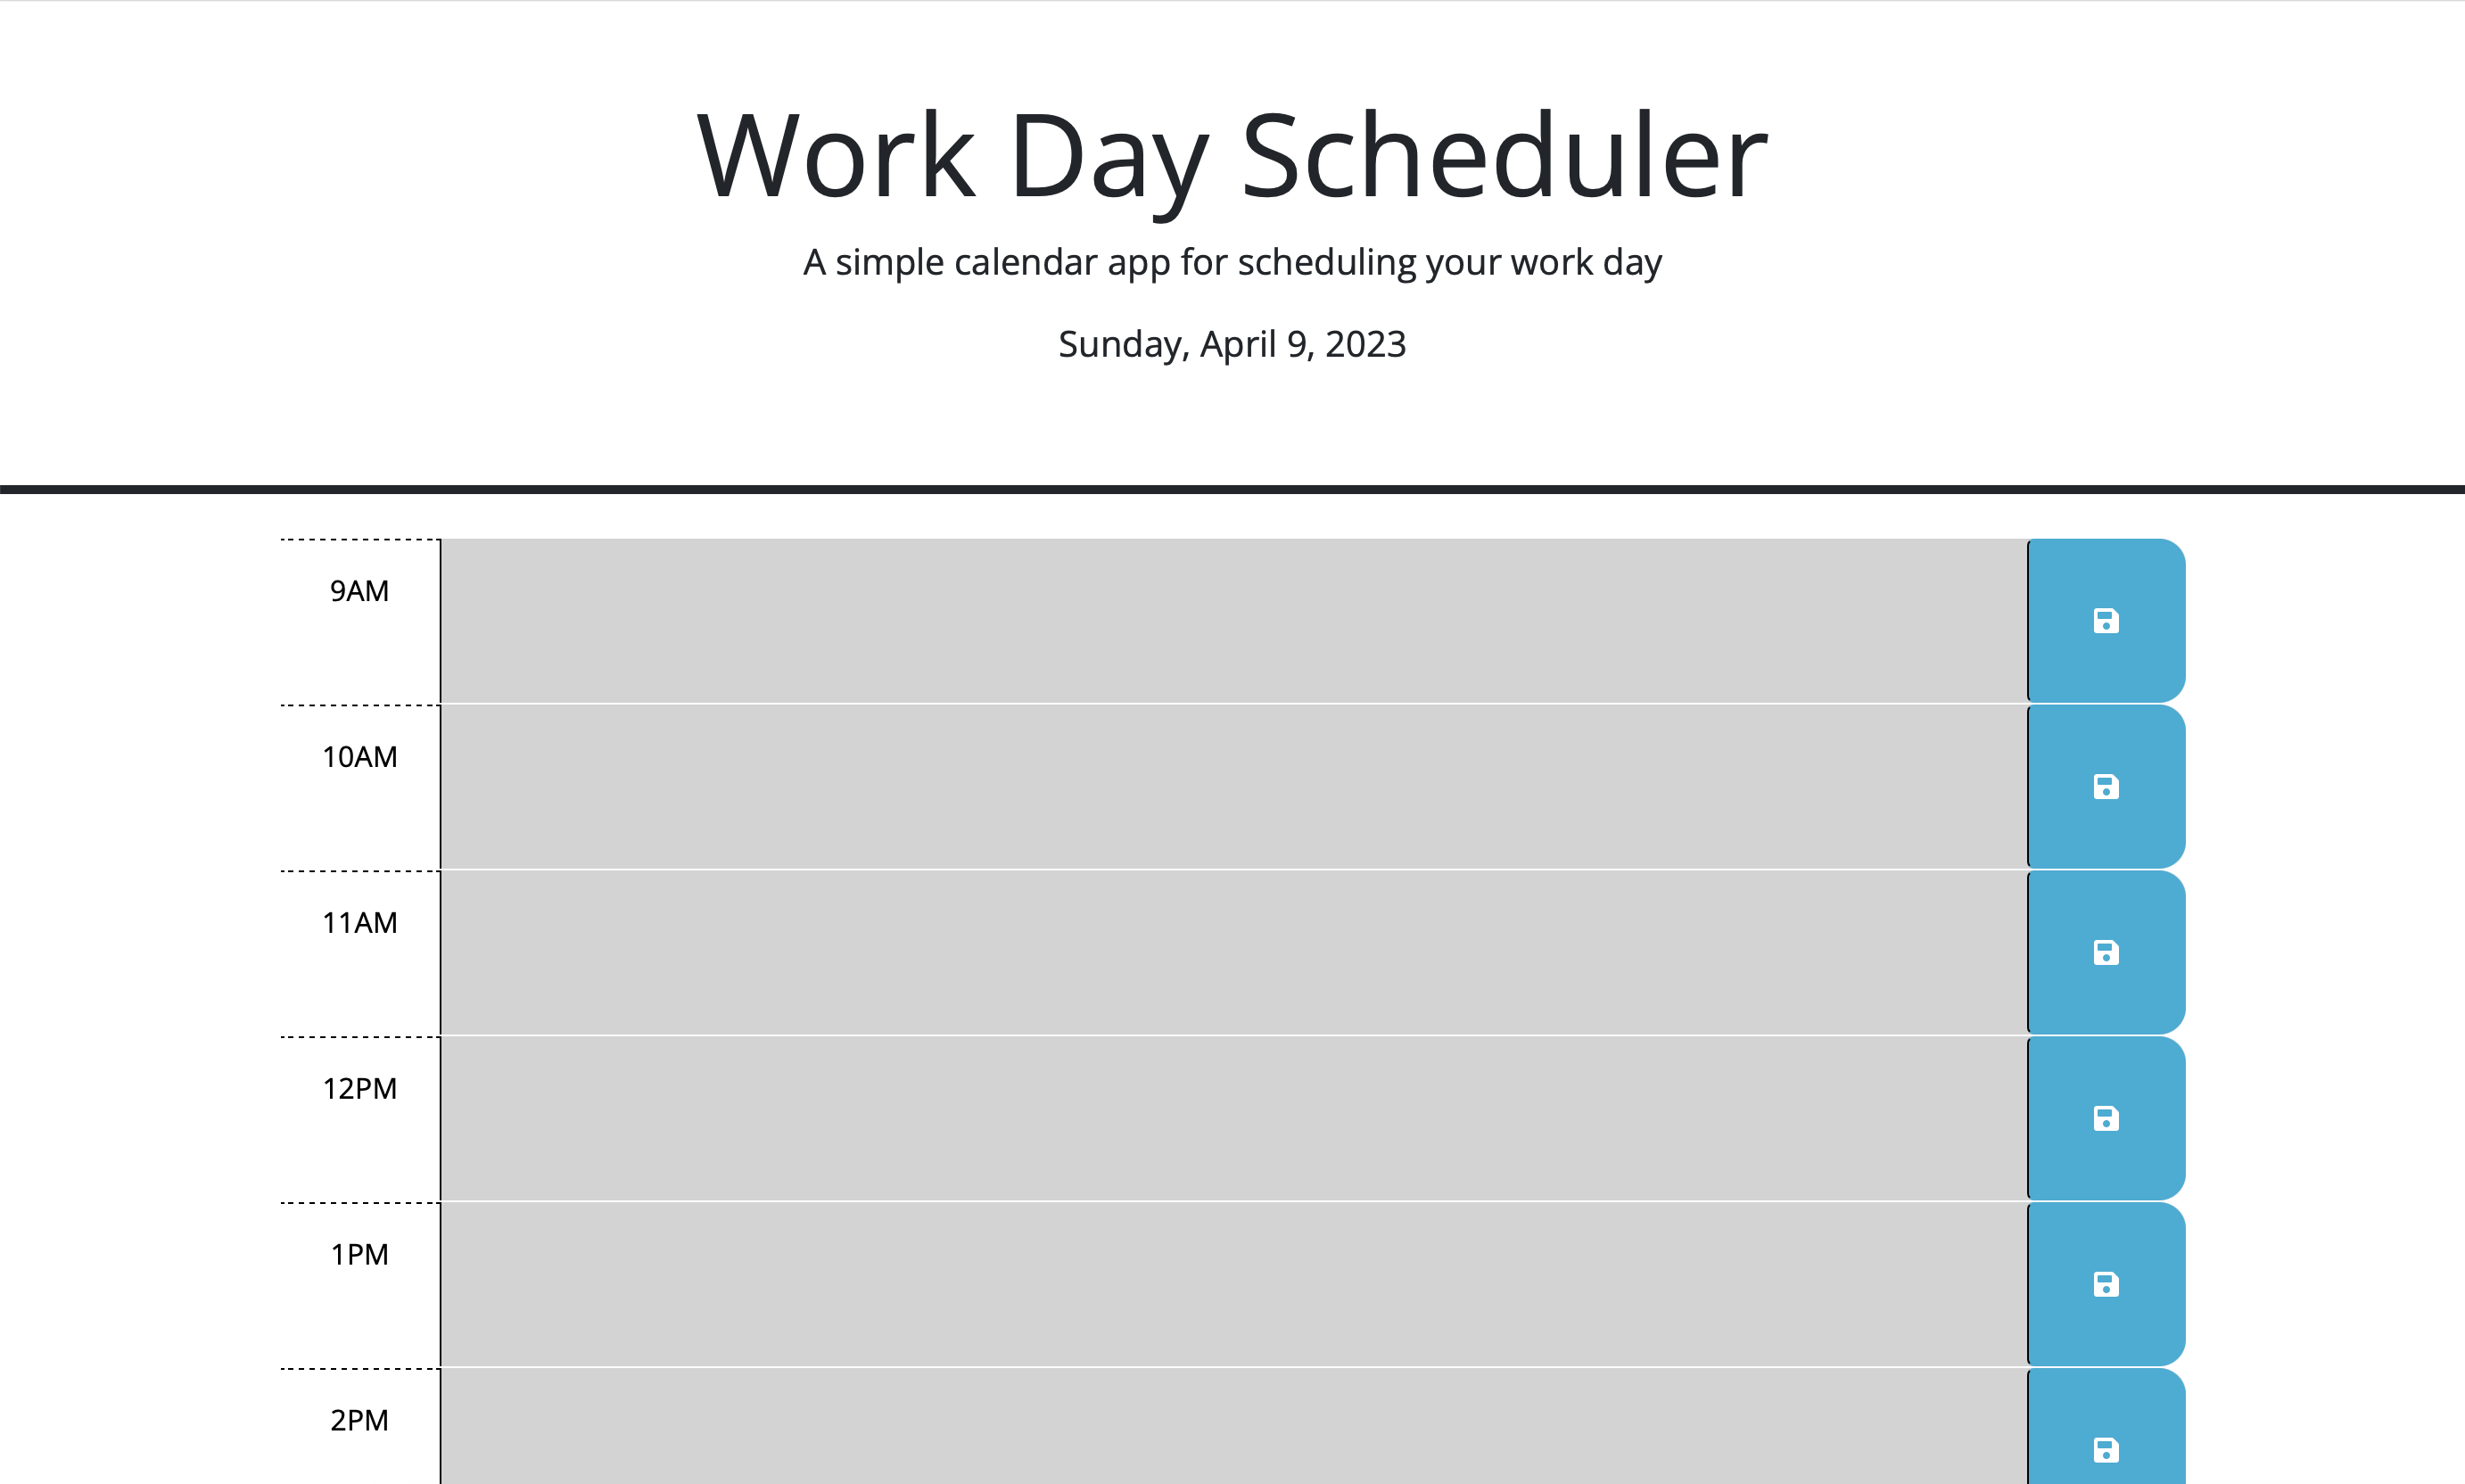 Work Day Scheduler
A simple calendar app for scheduling your work day
Sunday, April 9, 2023
9AM
10AM
11AM
12PM
1PM
2PM